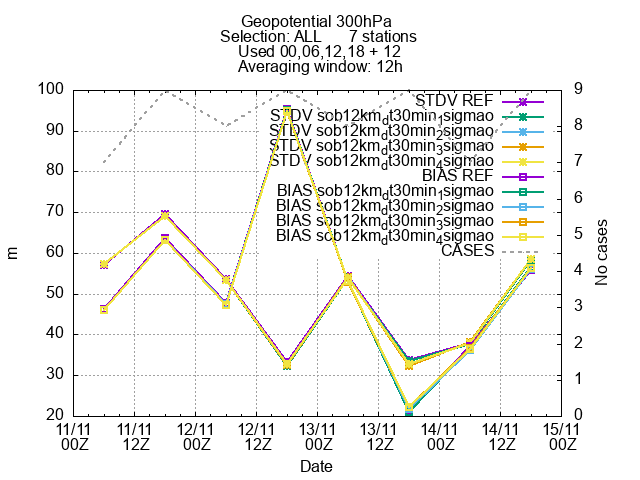 Geopotential 300hPa
Selection: ALL 7 stations
Used 00,06,12,18 + 12
Averaging window: 12h
100
90
80
70
60
50
40
30
20
m
9
8
7
6
5
4
3
2
1
0
No cases
STDV REF
STDV sob12km_dt30min_1sigmao
STDV sob12km_dt30min_2sigmao
STDV sob12km_dt30min_3sigmao
STDV sob12km_dt30min_4sigmao
BIAS REF
BIAS sob12km_dt30min_1sigmao
BIAS sob12km_dt30min_2sigmao
BIAS sob12km_dt30min_3sigmao
BIAS sob12km_dt30min_4sigmao
CASES
11/11 11/11 12/11 12/11 13/11 13/11 14/11 14/11 15/11
00Z 12Z 00Z 12Z 00Z 12Z 00Z 12Z 00Z
Date